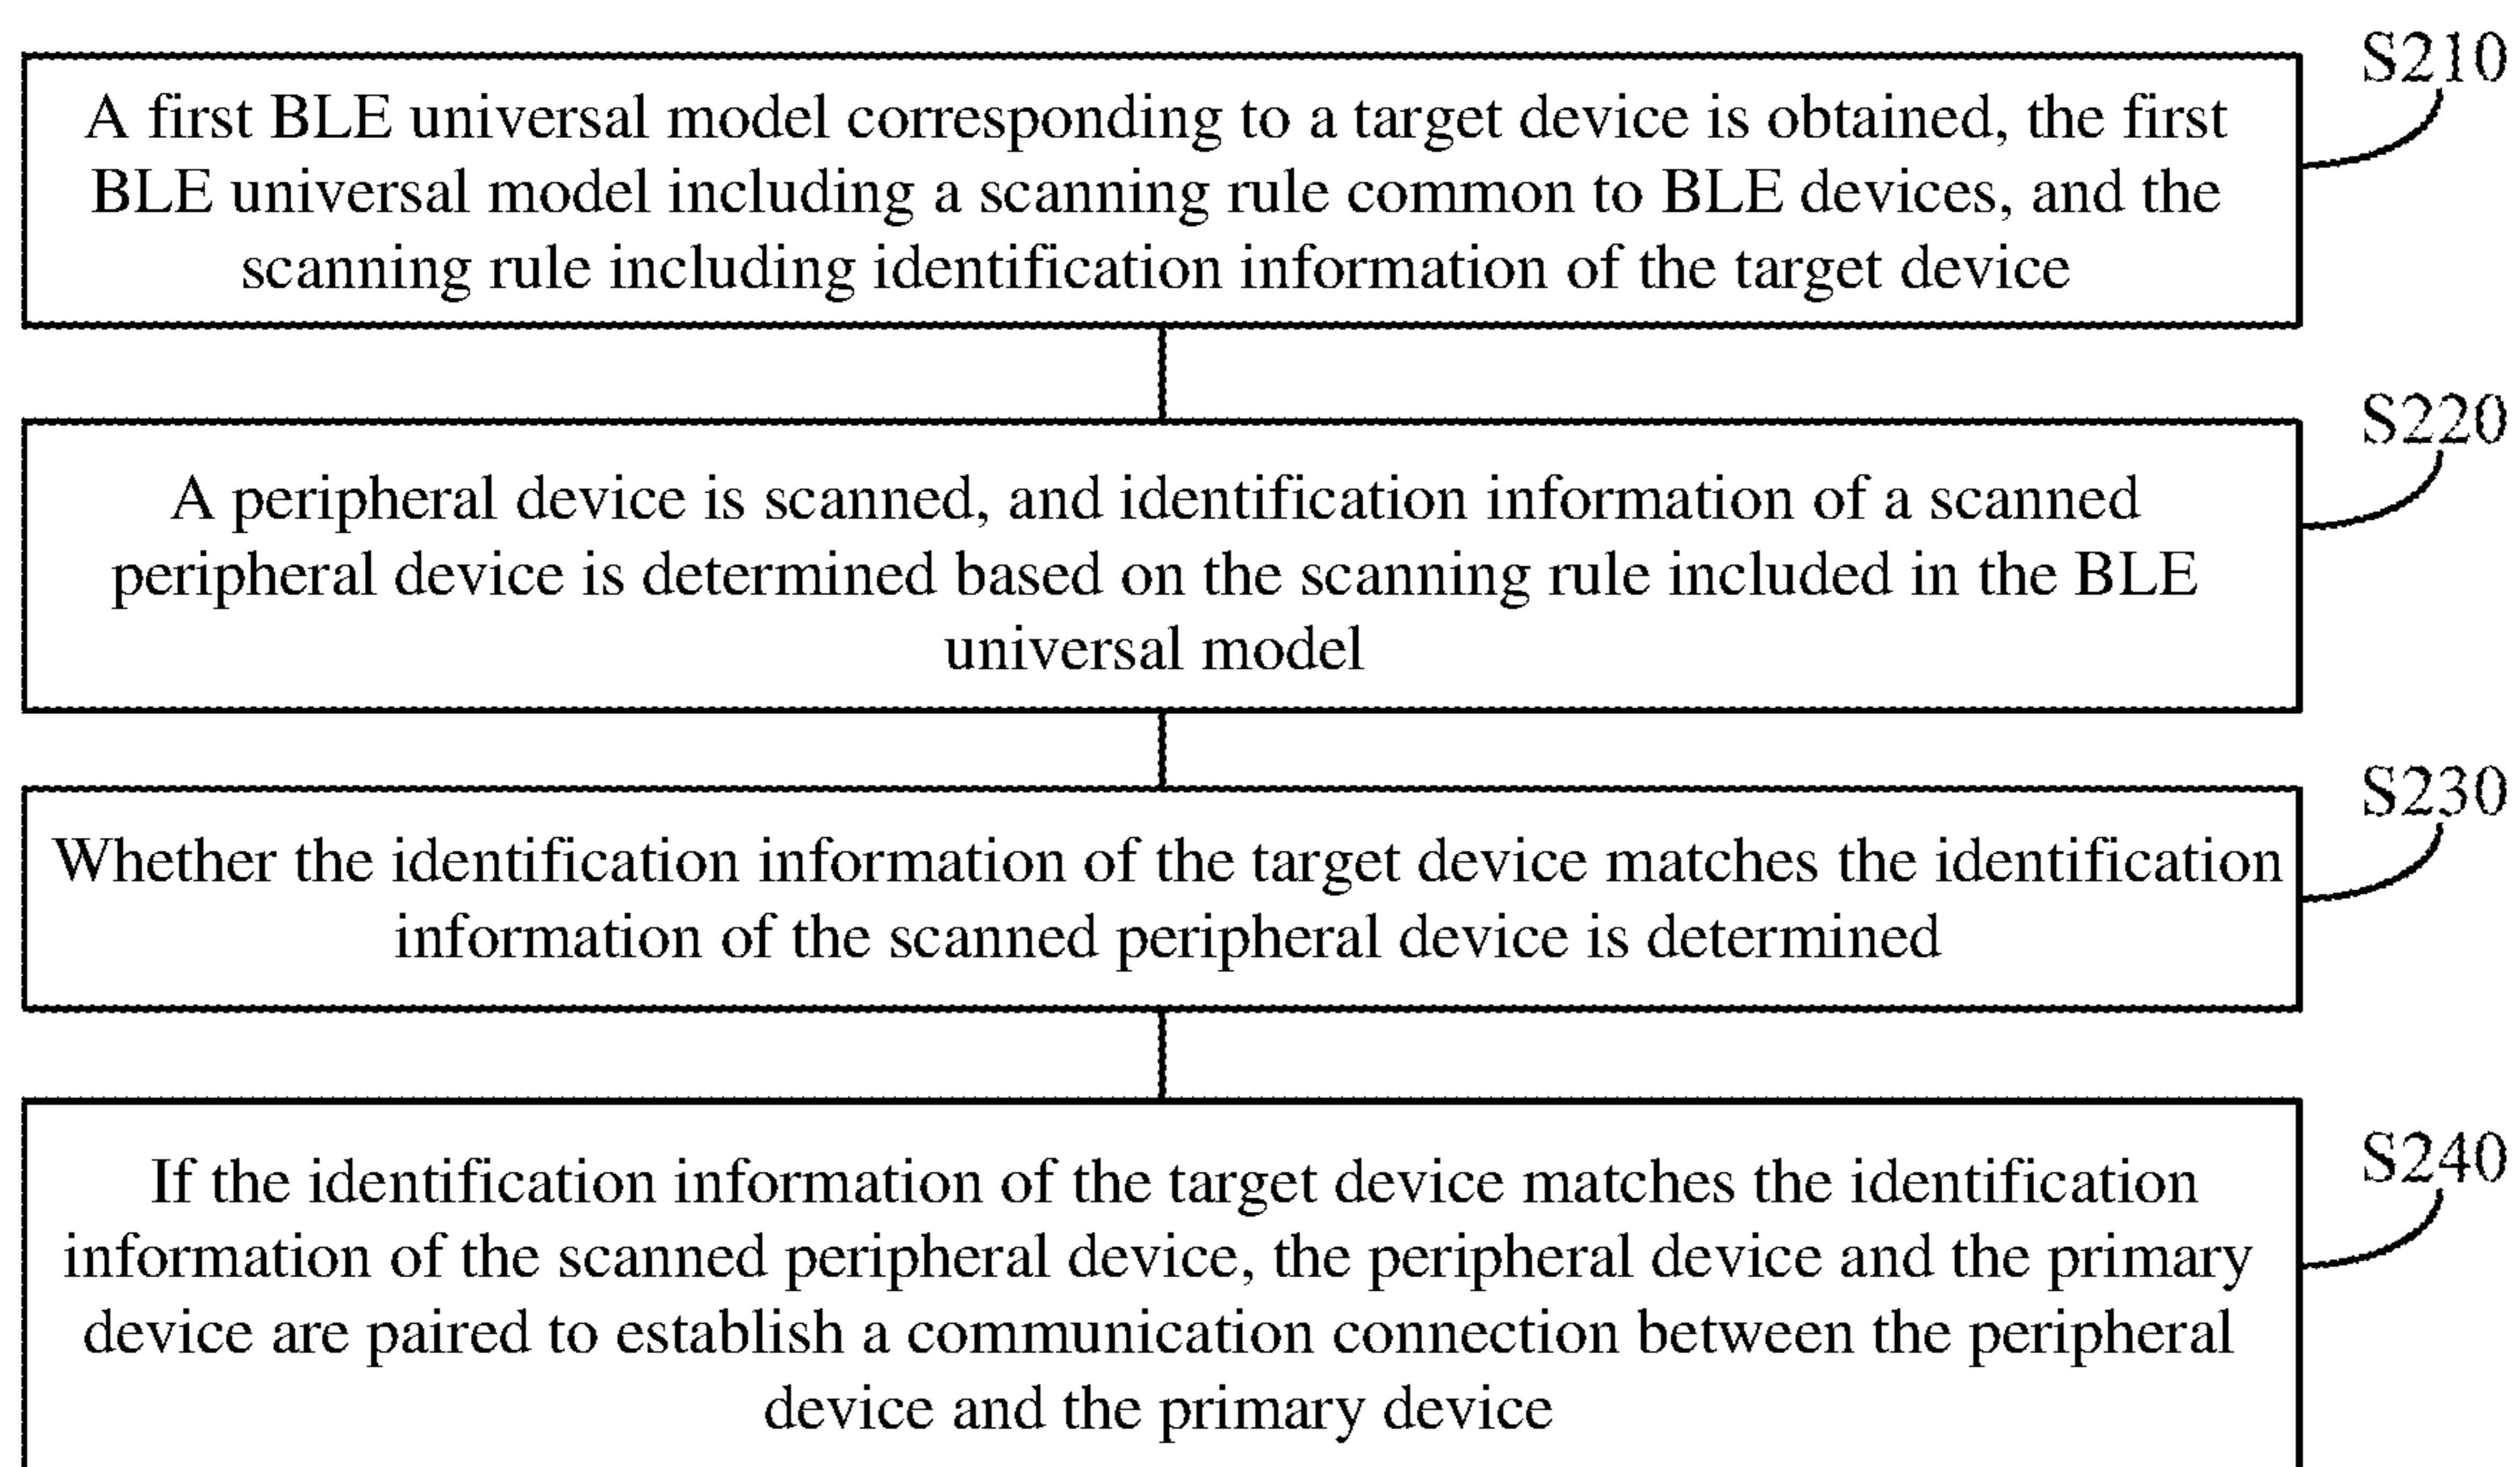 S210
A first BLE universal model corresponding to a target device is obtained, the first
BLE universal model including a scanning rule common to BLE devices, and the
scanning rule including identification information of the target device
S220
A peripheral device is scanned, and identification information of a scanned
peripheral device is determined based on the scanning rule included in the BLE
universal model
S230
Whether the identification information of the target device matches the identification
information of the scanned peripheral device is determined
S240
If the identification information of the target device matches the identification
information of the scanned peripheral device, the peripheral device and the primary
device are paired to establish a communication connection between the peripheral
device and the primary device